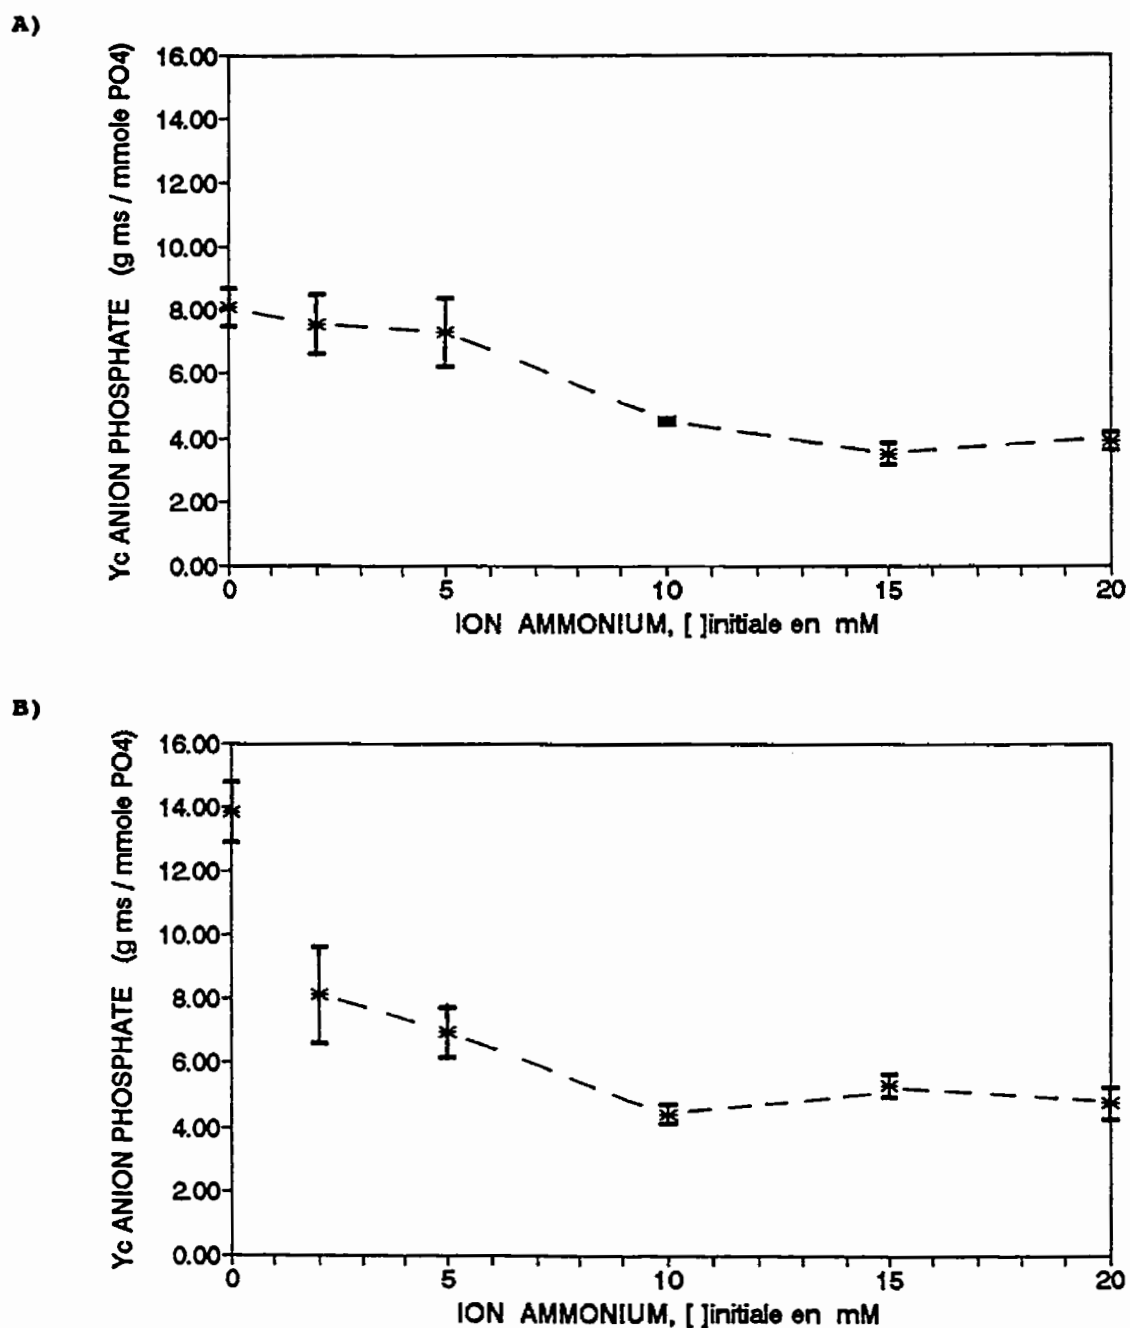 A)
Yc ANION PHOSPHATE (g ms / mmole PO4)
16.00
14.00
12.00
10.00
8.00
6.00
4.00
2.00
0.00
0 5 10 15 20
ION AMMONIUM, [ ]initiale en mM
B)
Yc ANION PHOSPHATE (g ms / mmole PO4)
16.00
14.00
12.00
10.00
8.00
6.00
4.00
2.00
0.00
0 5 10 15 20
ION AMMONIUM, [ ]initiale en mM